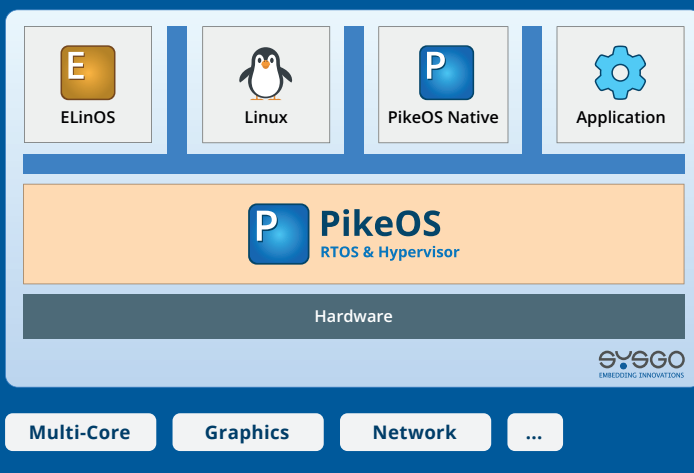 E
P
ELinOS
Linux
PikeOS Native
Application
P
PikeOS
RTOS & Hypervisor
Hardware
SYSGO
EMBEDDING INNOVATIONS
Multi-Core
Graphics
Network
...